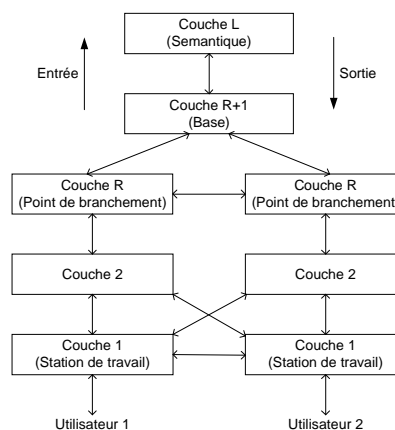 Couche L
(Semantique)
Entrée
Sortie
Couche R+1
(Base)
Couche R
(Point de branchement)
Couche R
(Point de branchement
Couche 2
Couche 2
Couche 1
(Station de travail)
Couche 1
(Station de travail)
Utilisateur 1
Utilisateur 2